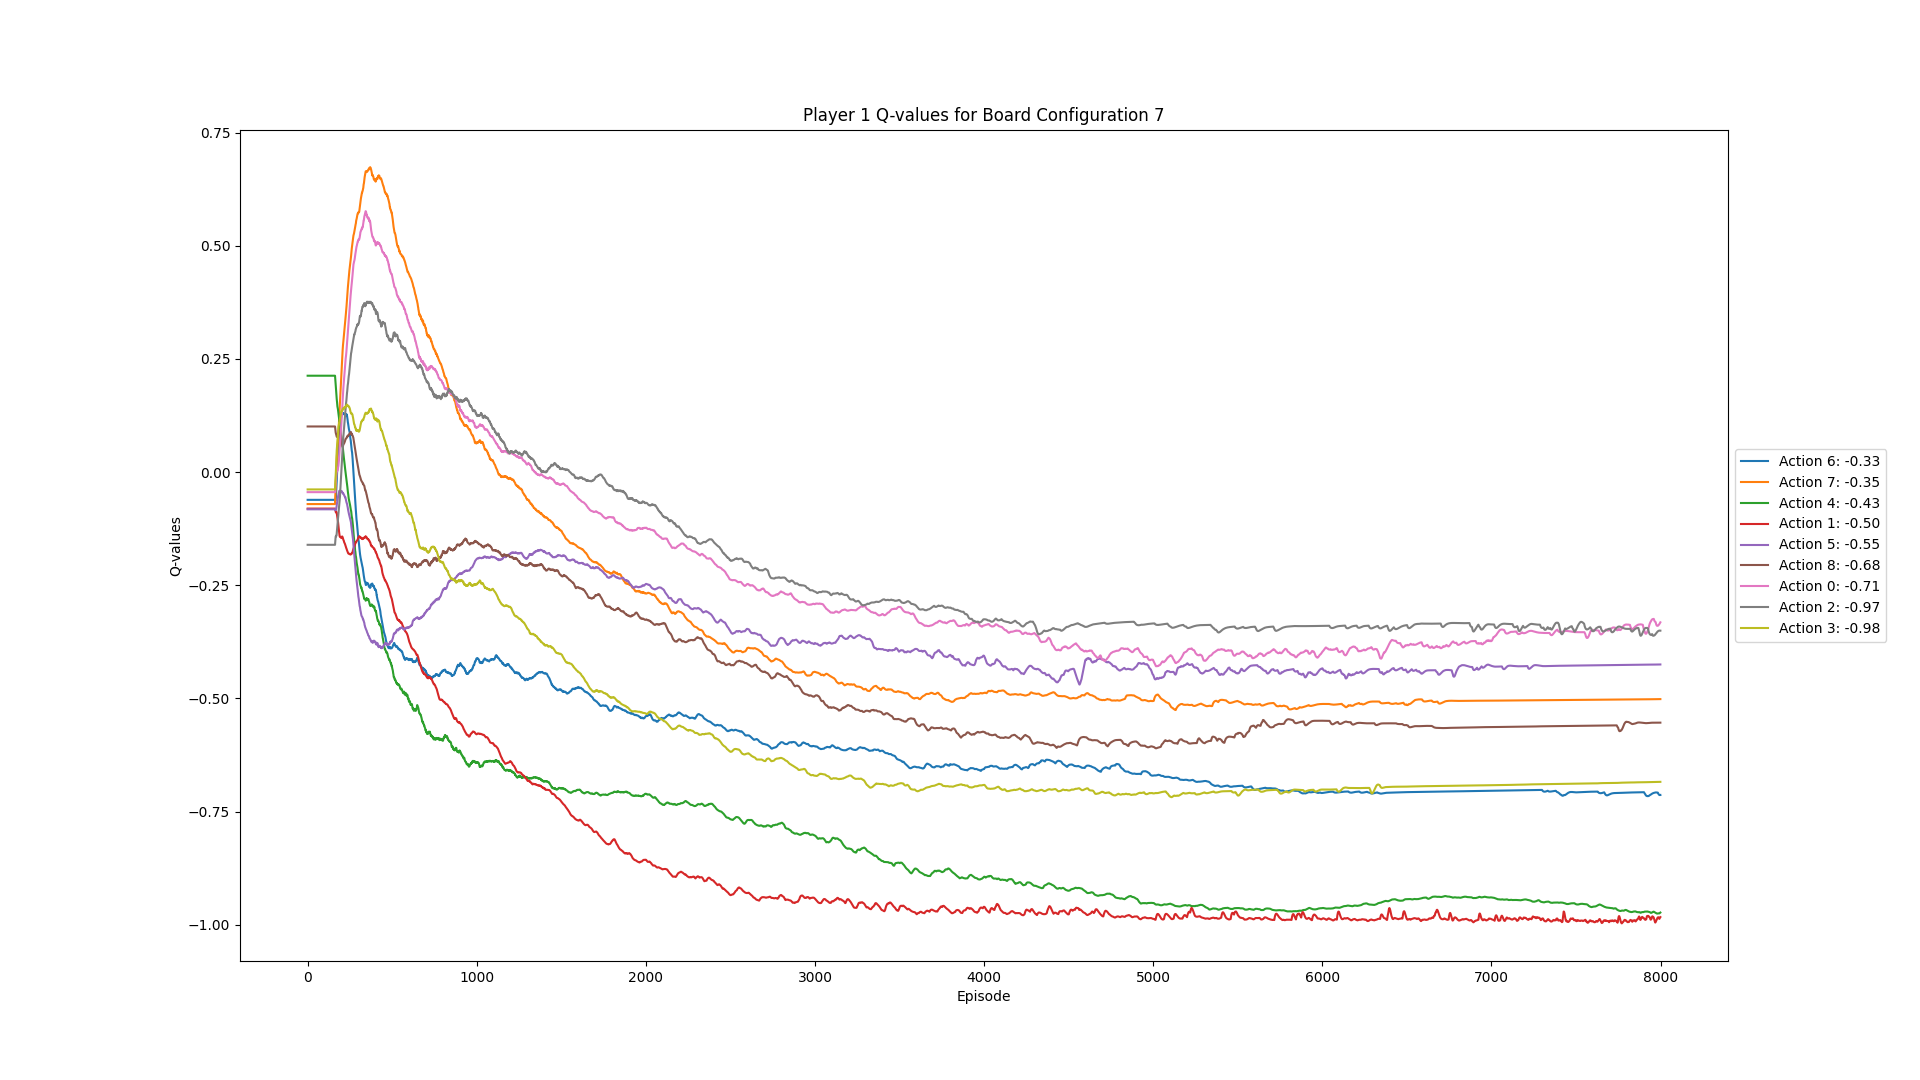 Player 1 Q-values for Board Configuration 7
0.75
0.50
0.25
0.00
−0.25
−0.50
−0.75
−1.00
Q-values
0
1000
2000
3000
4000
5000
6000
7000
8000
Episode
Action 6: -0.33
Action 7: -0.35
Action 4: -0.43
Action 1: -0.50
Action 5: -0.55
Action 8: -0.68
Action 0: -0.71
Action 2: -0.97
Action 3: -0.98